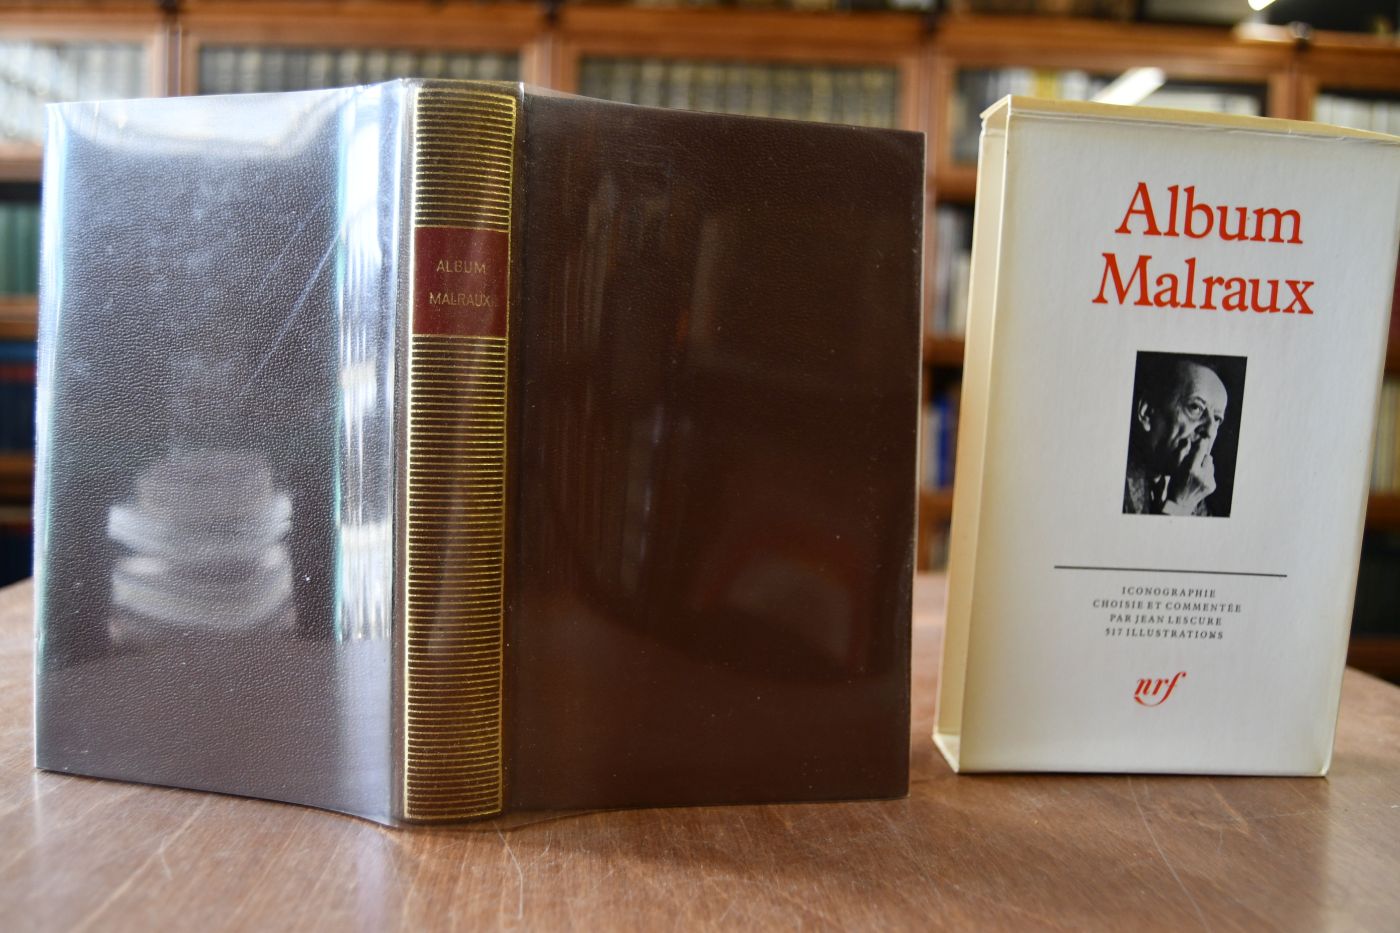 ALBUM
MALRAUX
Album
Malraux
ICONOGRAPHIE
CHOISIE ET COMMENTÉE
PAR JEAN LESCURE
517 ILLUSTRATIONS
nrf